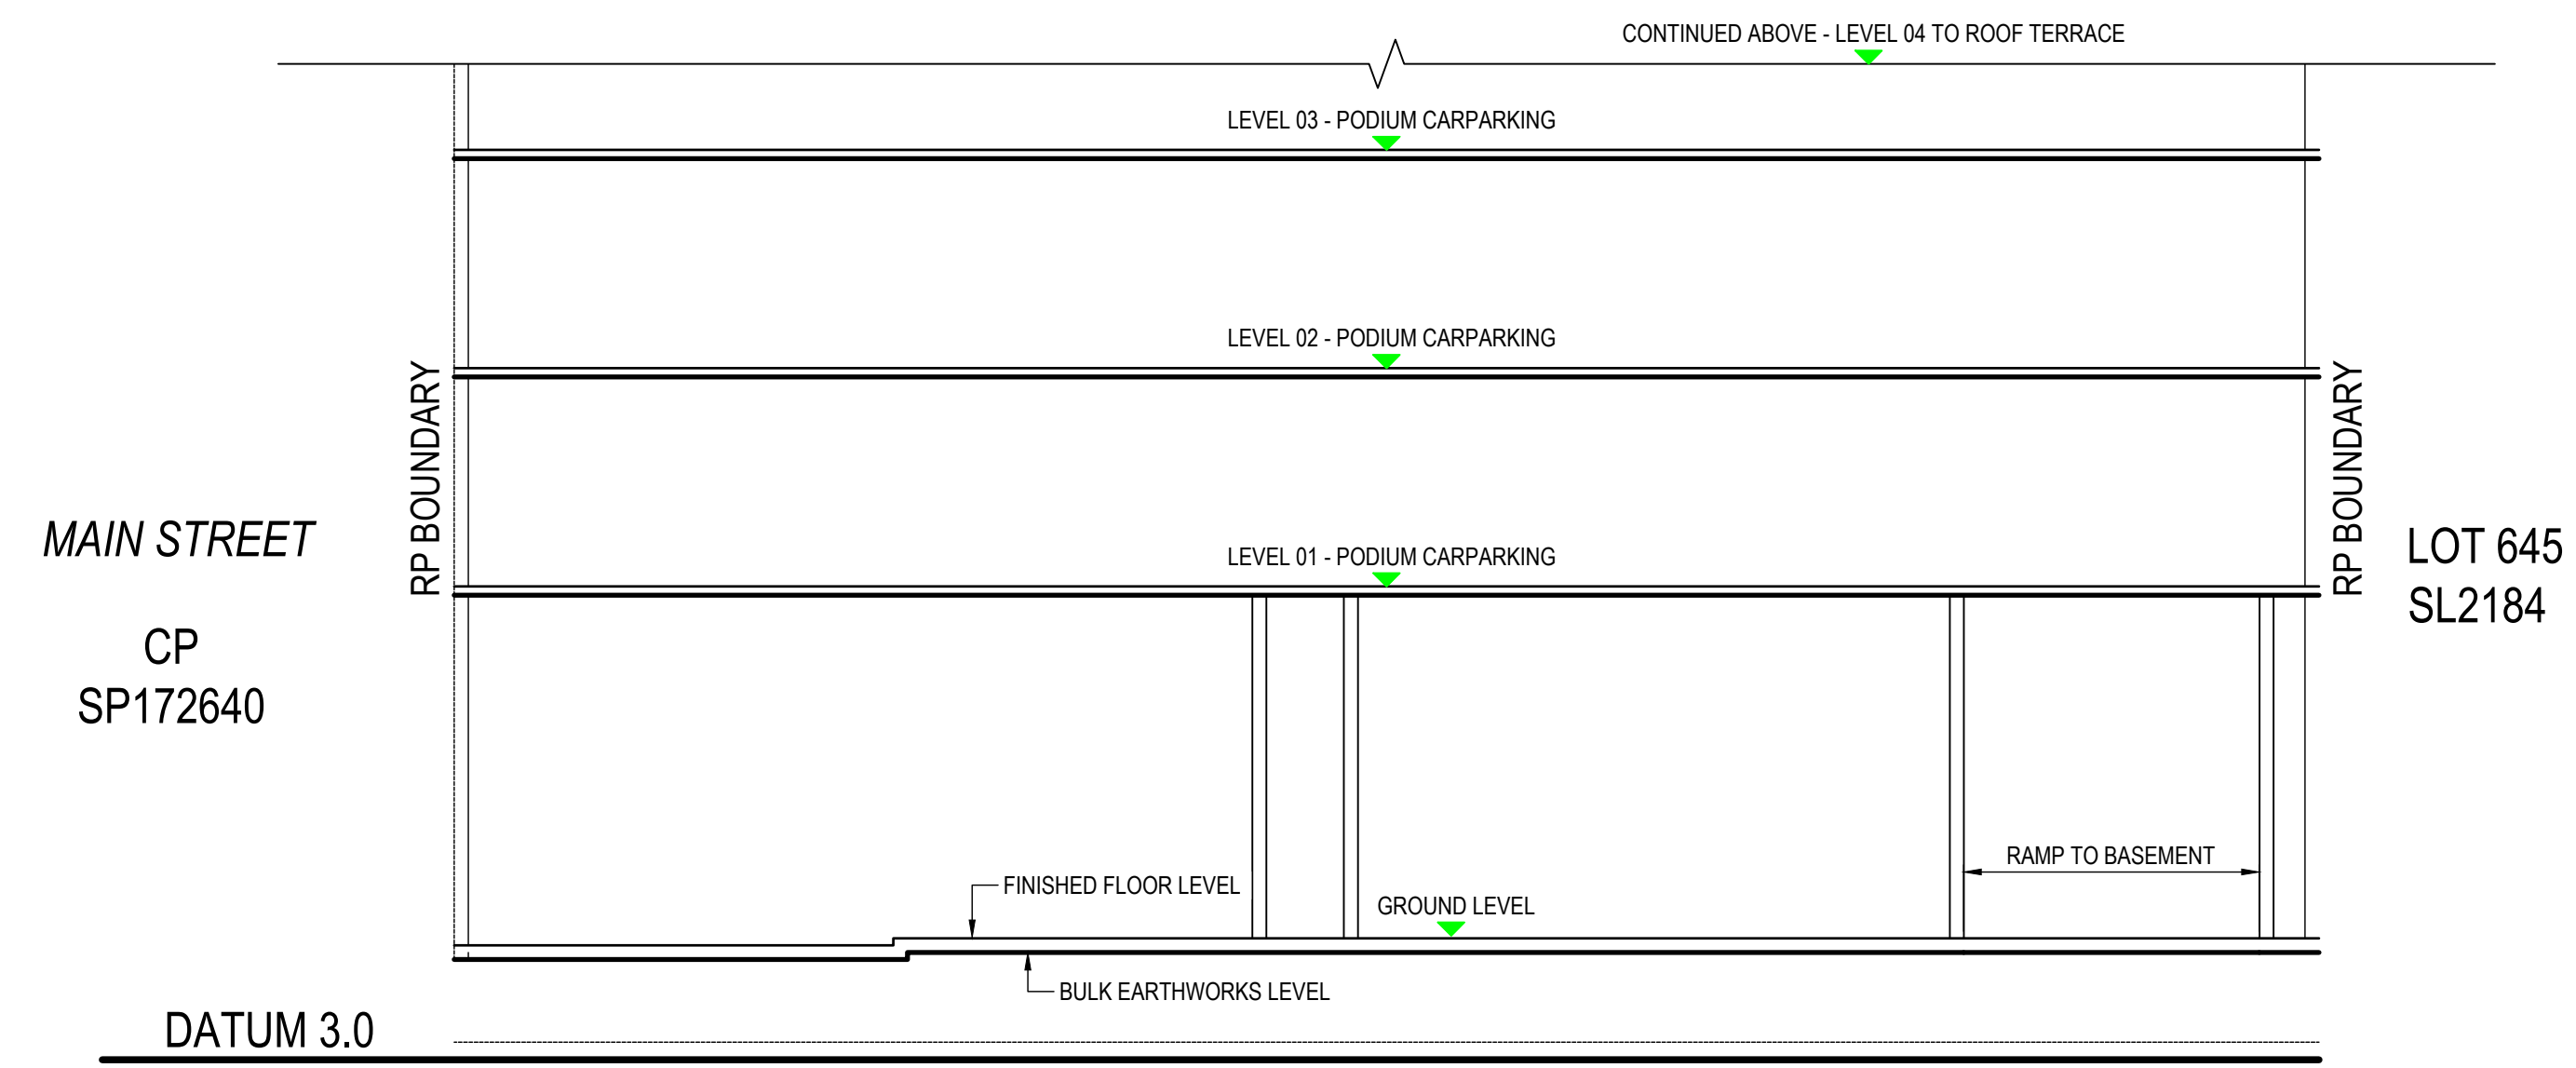 CONTINUED ABOVE - LEVEL 04 TO ROOF TERRACE
LEVEL 03 - PODIUM CARPARKING
LEVEL 02 - PODIUM CARPARKING
RP BOUNDARY
RP BOUNDARY
MAIN STREET
LOT 645
SL2184
LEVEL 01 - PODIUM CARPARKING
CP
SP172640
RAMP TO BASEMENT
FINISHED FLOOR LEVEL
GROUND LEVEL
BULK EARTHWORKS LEVEL
DATUM 3.0